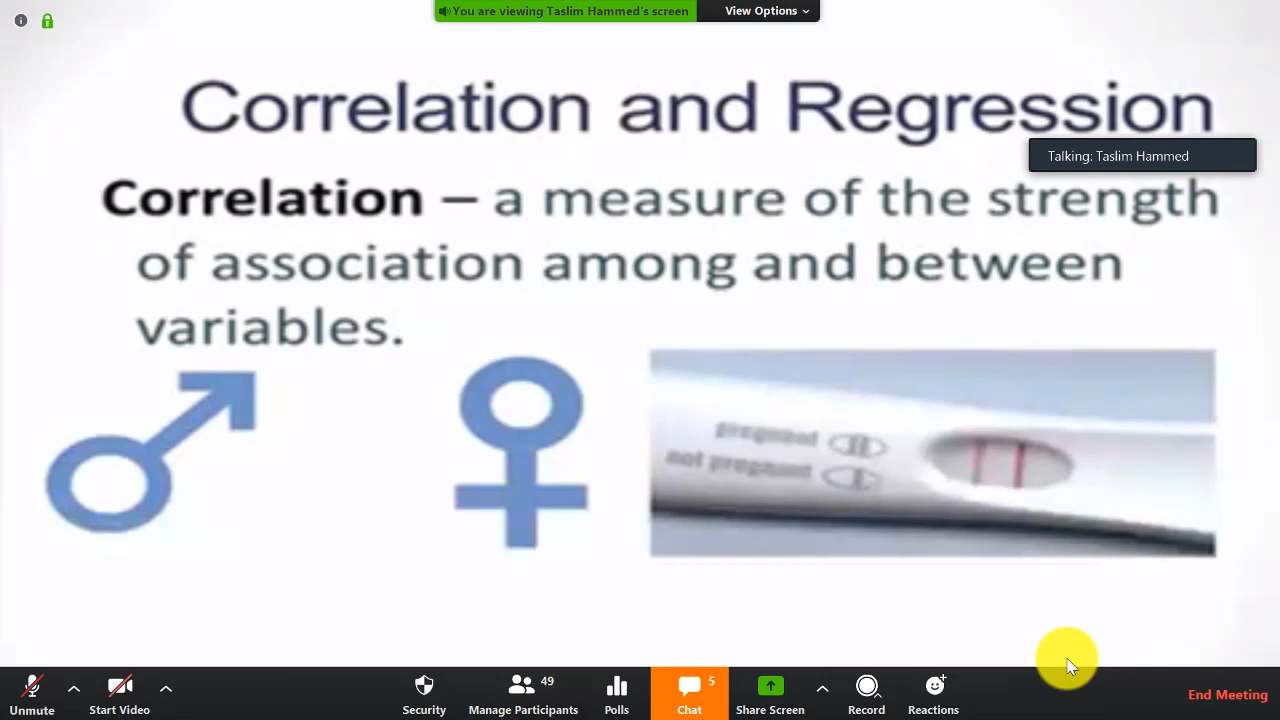 You are viewing Taslim Hammed's screen
View Options
Correlation and Regression
Talking: Taslim Hammed
Correlation – a measure of the strength
of association among and between
variables.
pregnant
not pregnant
Unmute
Start Video
Security
49
Manage Participants
Polls
5
Chat
Share Screen
Record
Reactions
End Meeting